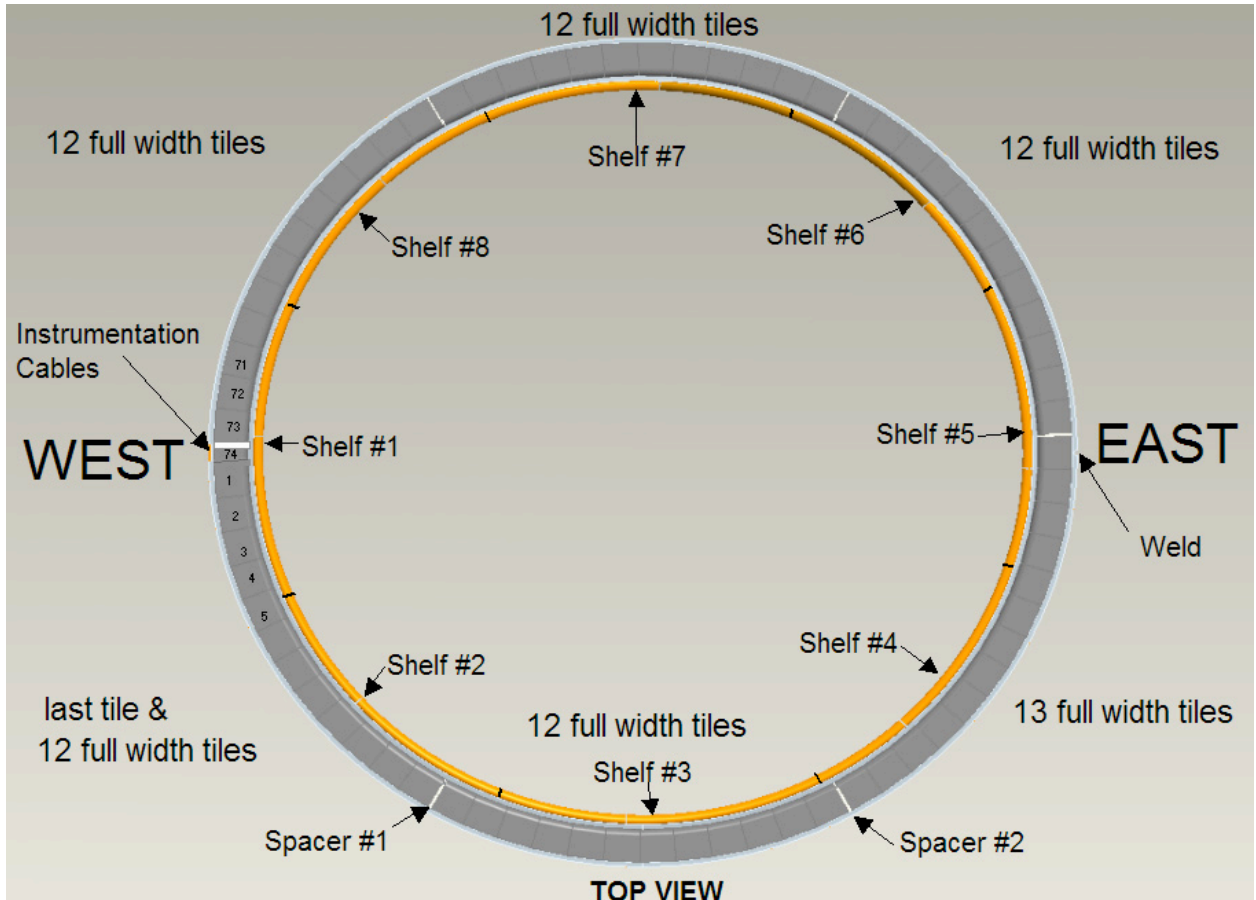 12 full width tiles
12 full width tiles
12 full width tiles
Shelf #7
Shelf #6
Shelf #8
Instrumentation
Cables
71
72
73
74
WEST
Shelf #1
Shelf #5
EAST
1
2
3
4
5
Weld
Shelf #2
Shelf #4
last tile &
12 full width tiles
12 full width tiles
13 full width tiles
Shelf #3
Spacer #1
Spacer #2
TOP VIEW